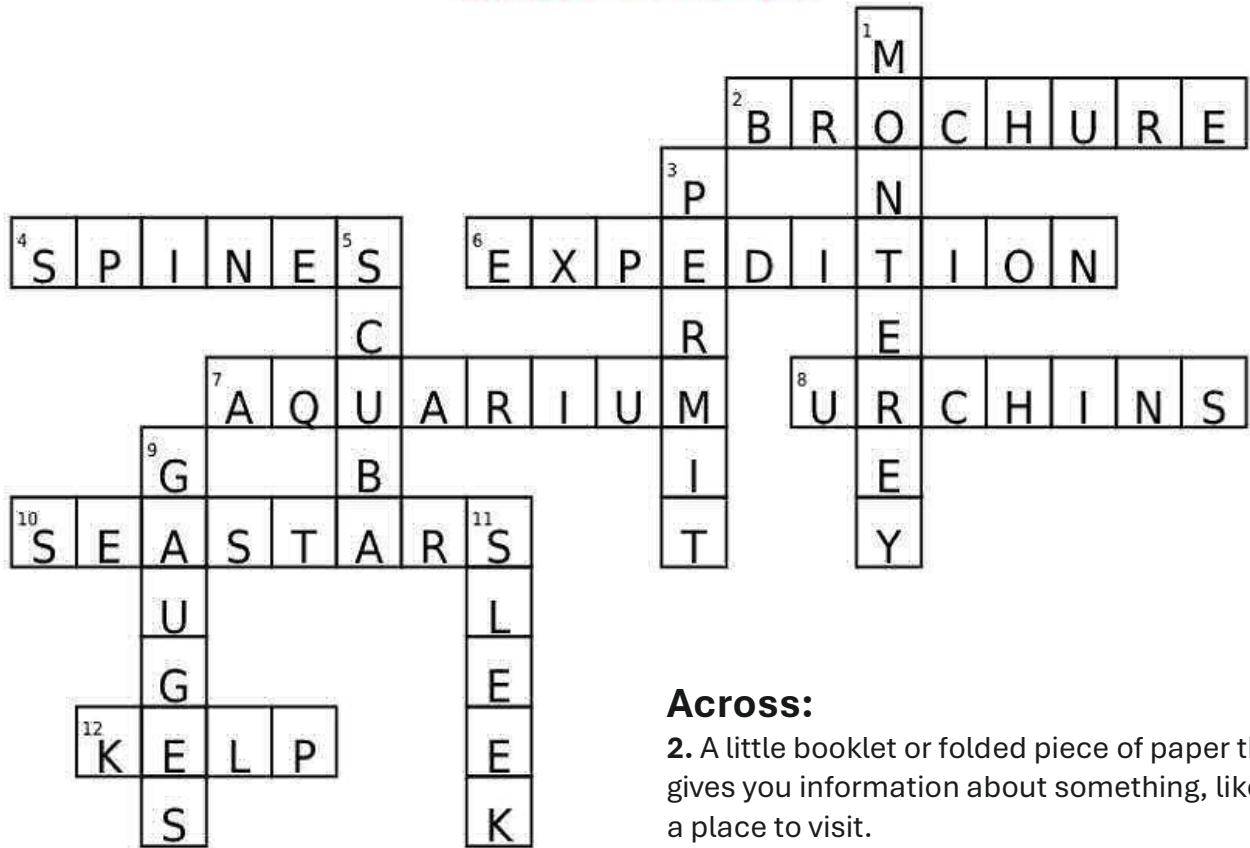 1 M
2 B R O C H U R E
3 P N
4 S P I N E 5 S 6 E X P E D I T I O N
C R E
7 A Q U A R I U M 8 U R C H I N S
9 G B I E
10 S E A S T A R 11 S T Y
U L
G E
12 K E L P E
S K
Across:
2. A little booklet or folded piece of paper th
gives you information about something, like
a place to visit.